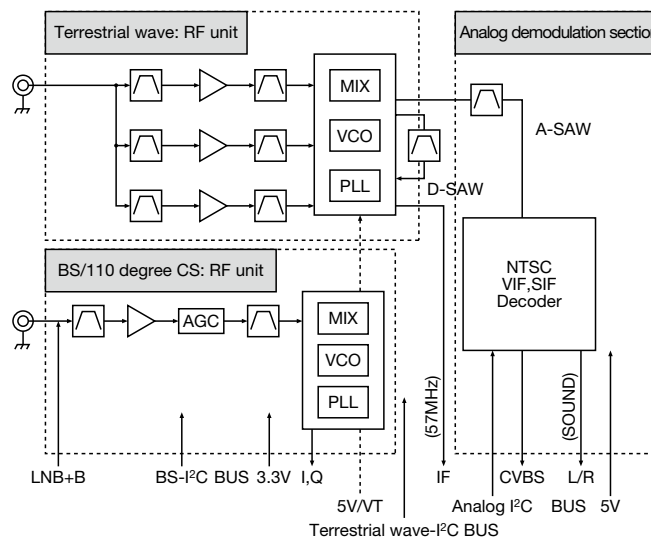 Terrestrial wave: RF unit
Analog demodulation section
MIX
VCO
PLL
A-SAW
D-SAW
BS/110 degree CS: RF unit
NTSC
VIF,SIF
Decoder
AGC
MIX
VCO
PLL
(57MHz)
(SOUND)
LNB+B
BS-I²C BUS 3.3V
I,Q
IF
CVBS
L/R
5V/VT
Analog I²C BUS 5V
Terrestrial wave-I²C BUS